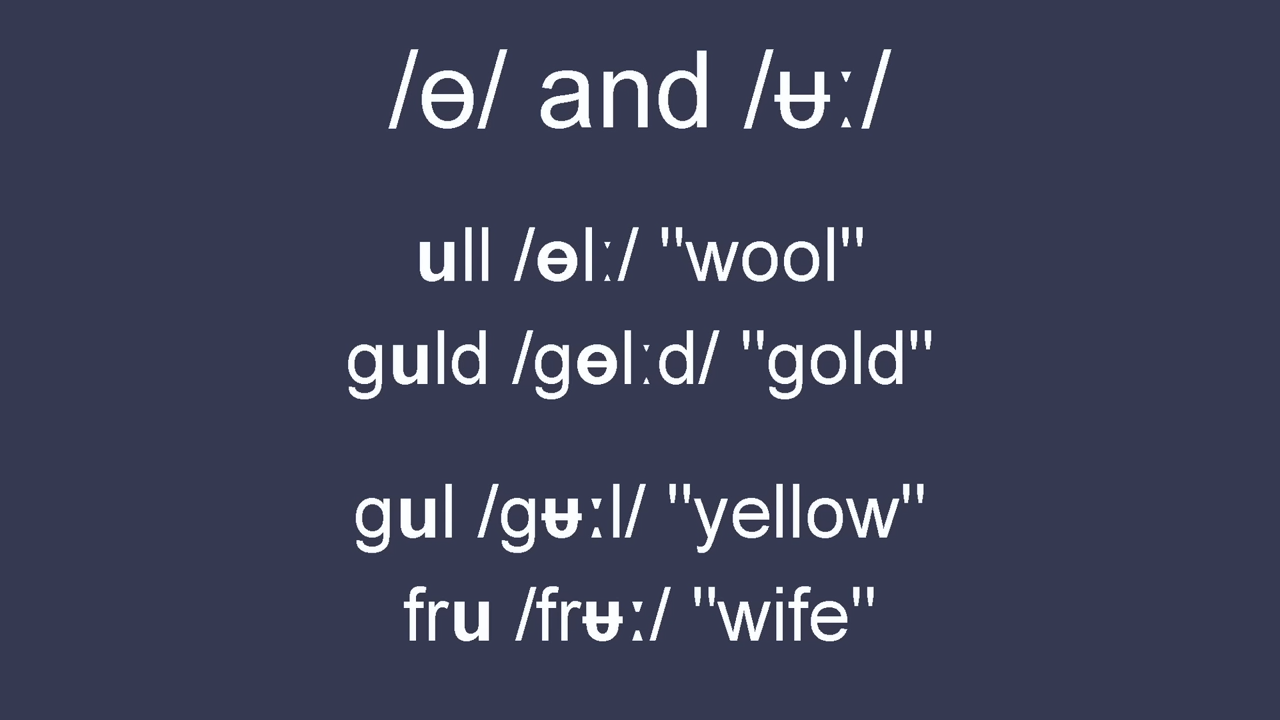 /ɵ/ and /ʉː/
ull /ɵlː/ "wool"
guld /gɵlːd/ "gold"
gul /gʉːl/ "yellow"
fru /frʉː/ "wife"